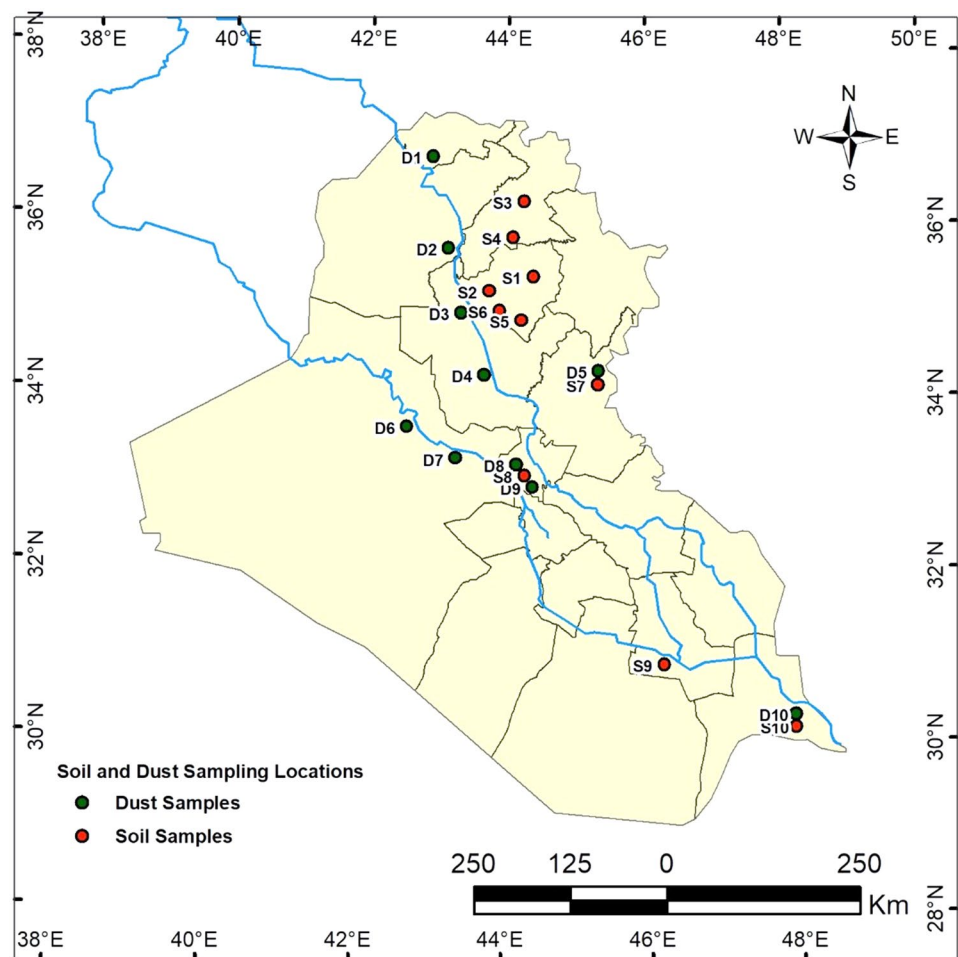 38°E 40°E 42°E 44°E 46°E 48°E 50°E
38°N
N
W E
S
D1
S3
36°N
36°N
S4
D2
S1
S2
D3 S6
S5
D5
D4
S7
34°N
34°N
D6
D7
D8
S8
D9
32°N
32°N
S9
D10
S10
30°N
30°N
Soil and Dust Sampling Locations
Dust Samples
Soil Samples
250 125 0 250
Km
28°N
38°E 40°E 42°E 44°E 46°E 48°E